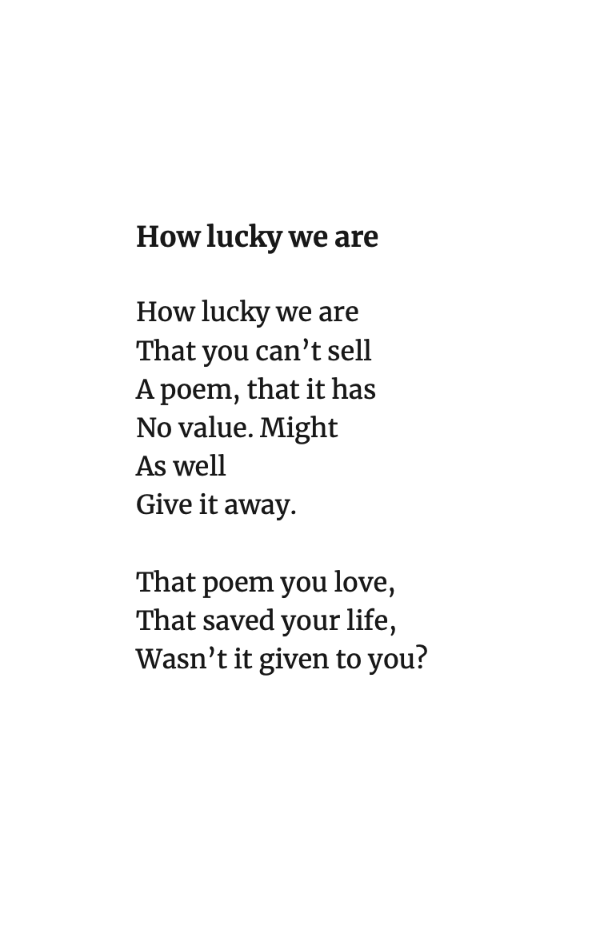 How lucky we are
How lucky we are
That you can’t sell
A poem, that it has
No value. Might
As well
Give it away.
That poem you love,
That saved your life,
Wasn’t it given to you?